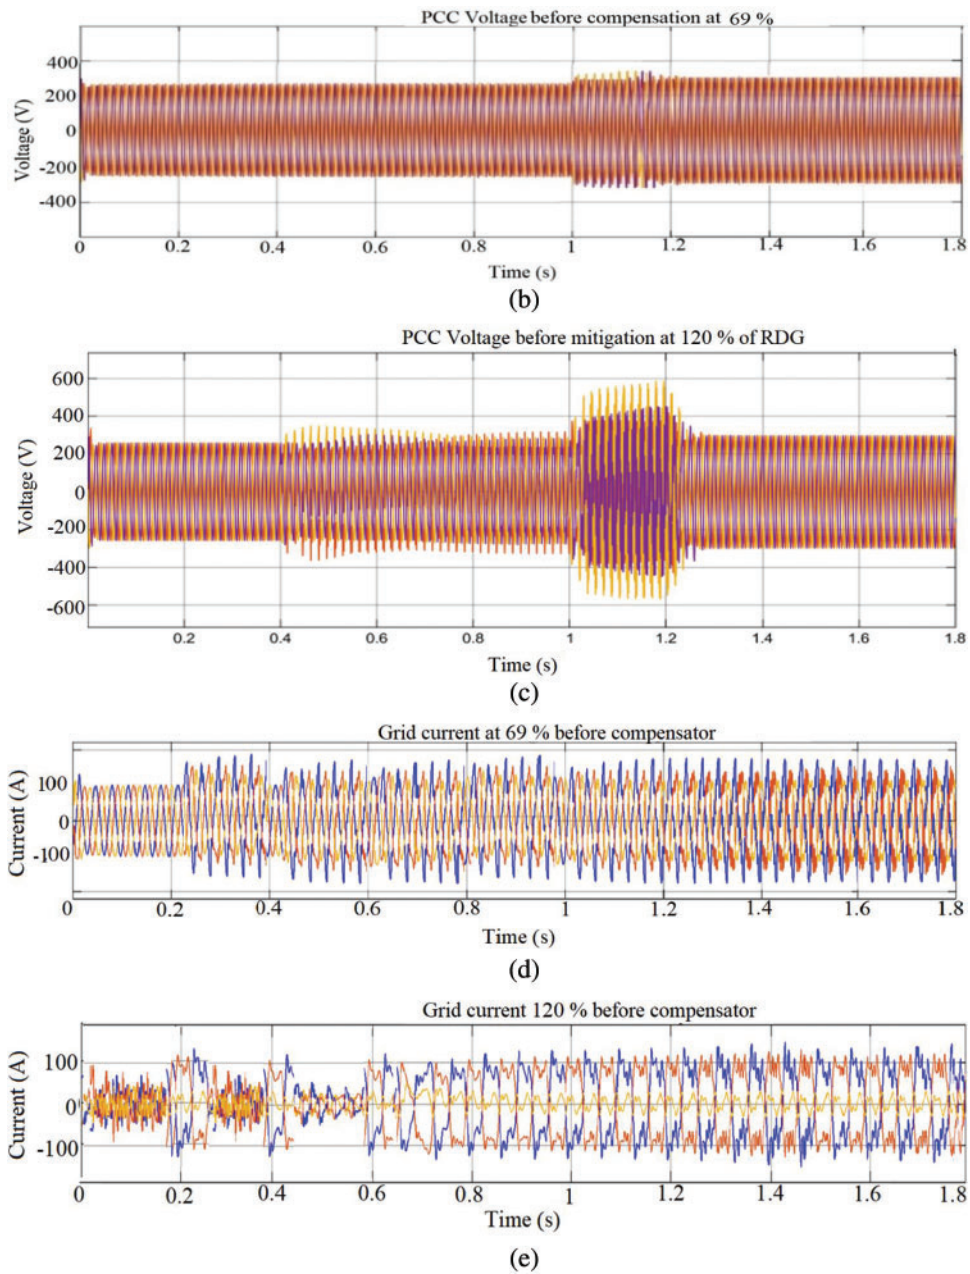 PCC Voltage before compensation at 69 %
400
200
0
-200
-400
Voltage (V)
0 0.2 0.4 0.6 0.8 1 1.2 1.4 1.6 1.8
Time (s)
(b)
PCC Voltage before mitigation at 120 % of RDG
600
400
200
0
-200
-400
-600
Voltage (V)
0.2 0.4 0.6 0.8 1 1.2 1.4 1.6 1.8
Time (s)
(c)
Grid current at 69 % before compensator
100
0
-100
Current (A)
0 0.2 0.4 0.6 0.8 1 1.2 1.4 1.6 1.8
Time (s)
(d)
Grid current 120 % before compensator
100
0
-100
Current (A)
0 0.2 0.4 0.6 0.8 1 1.2 1.4 1.6 1.8
Time (s)
(e)